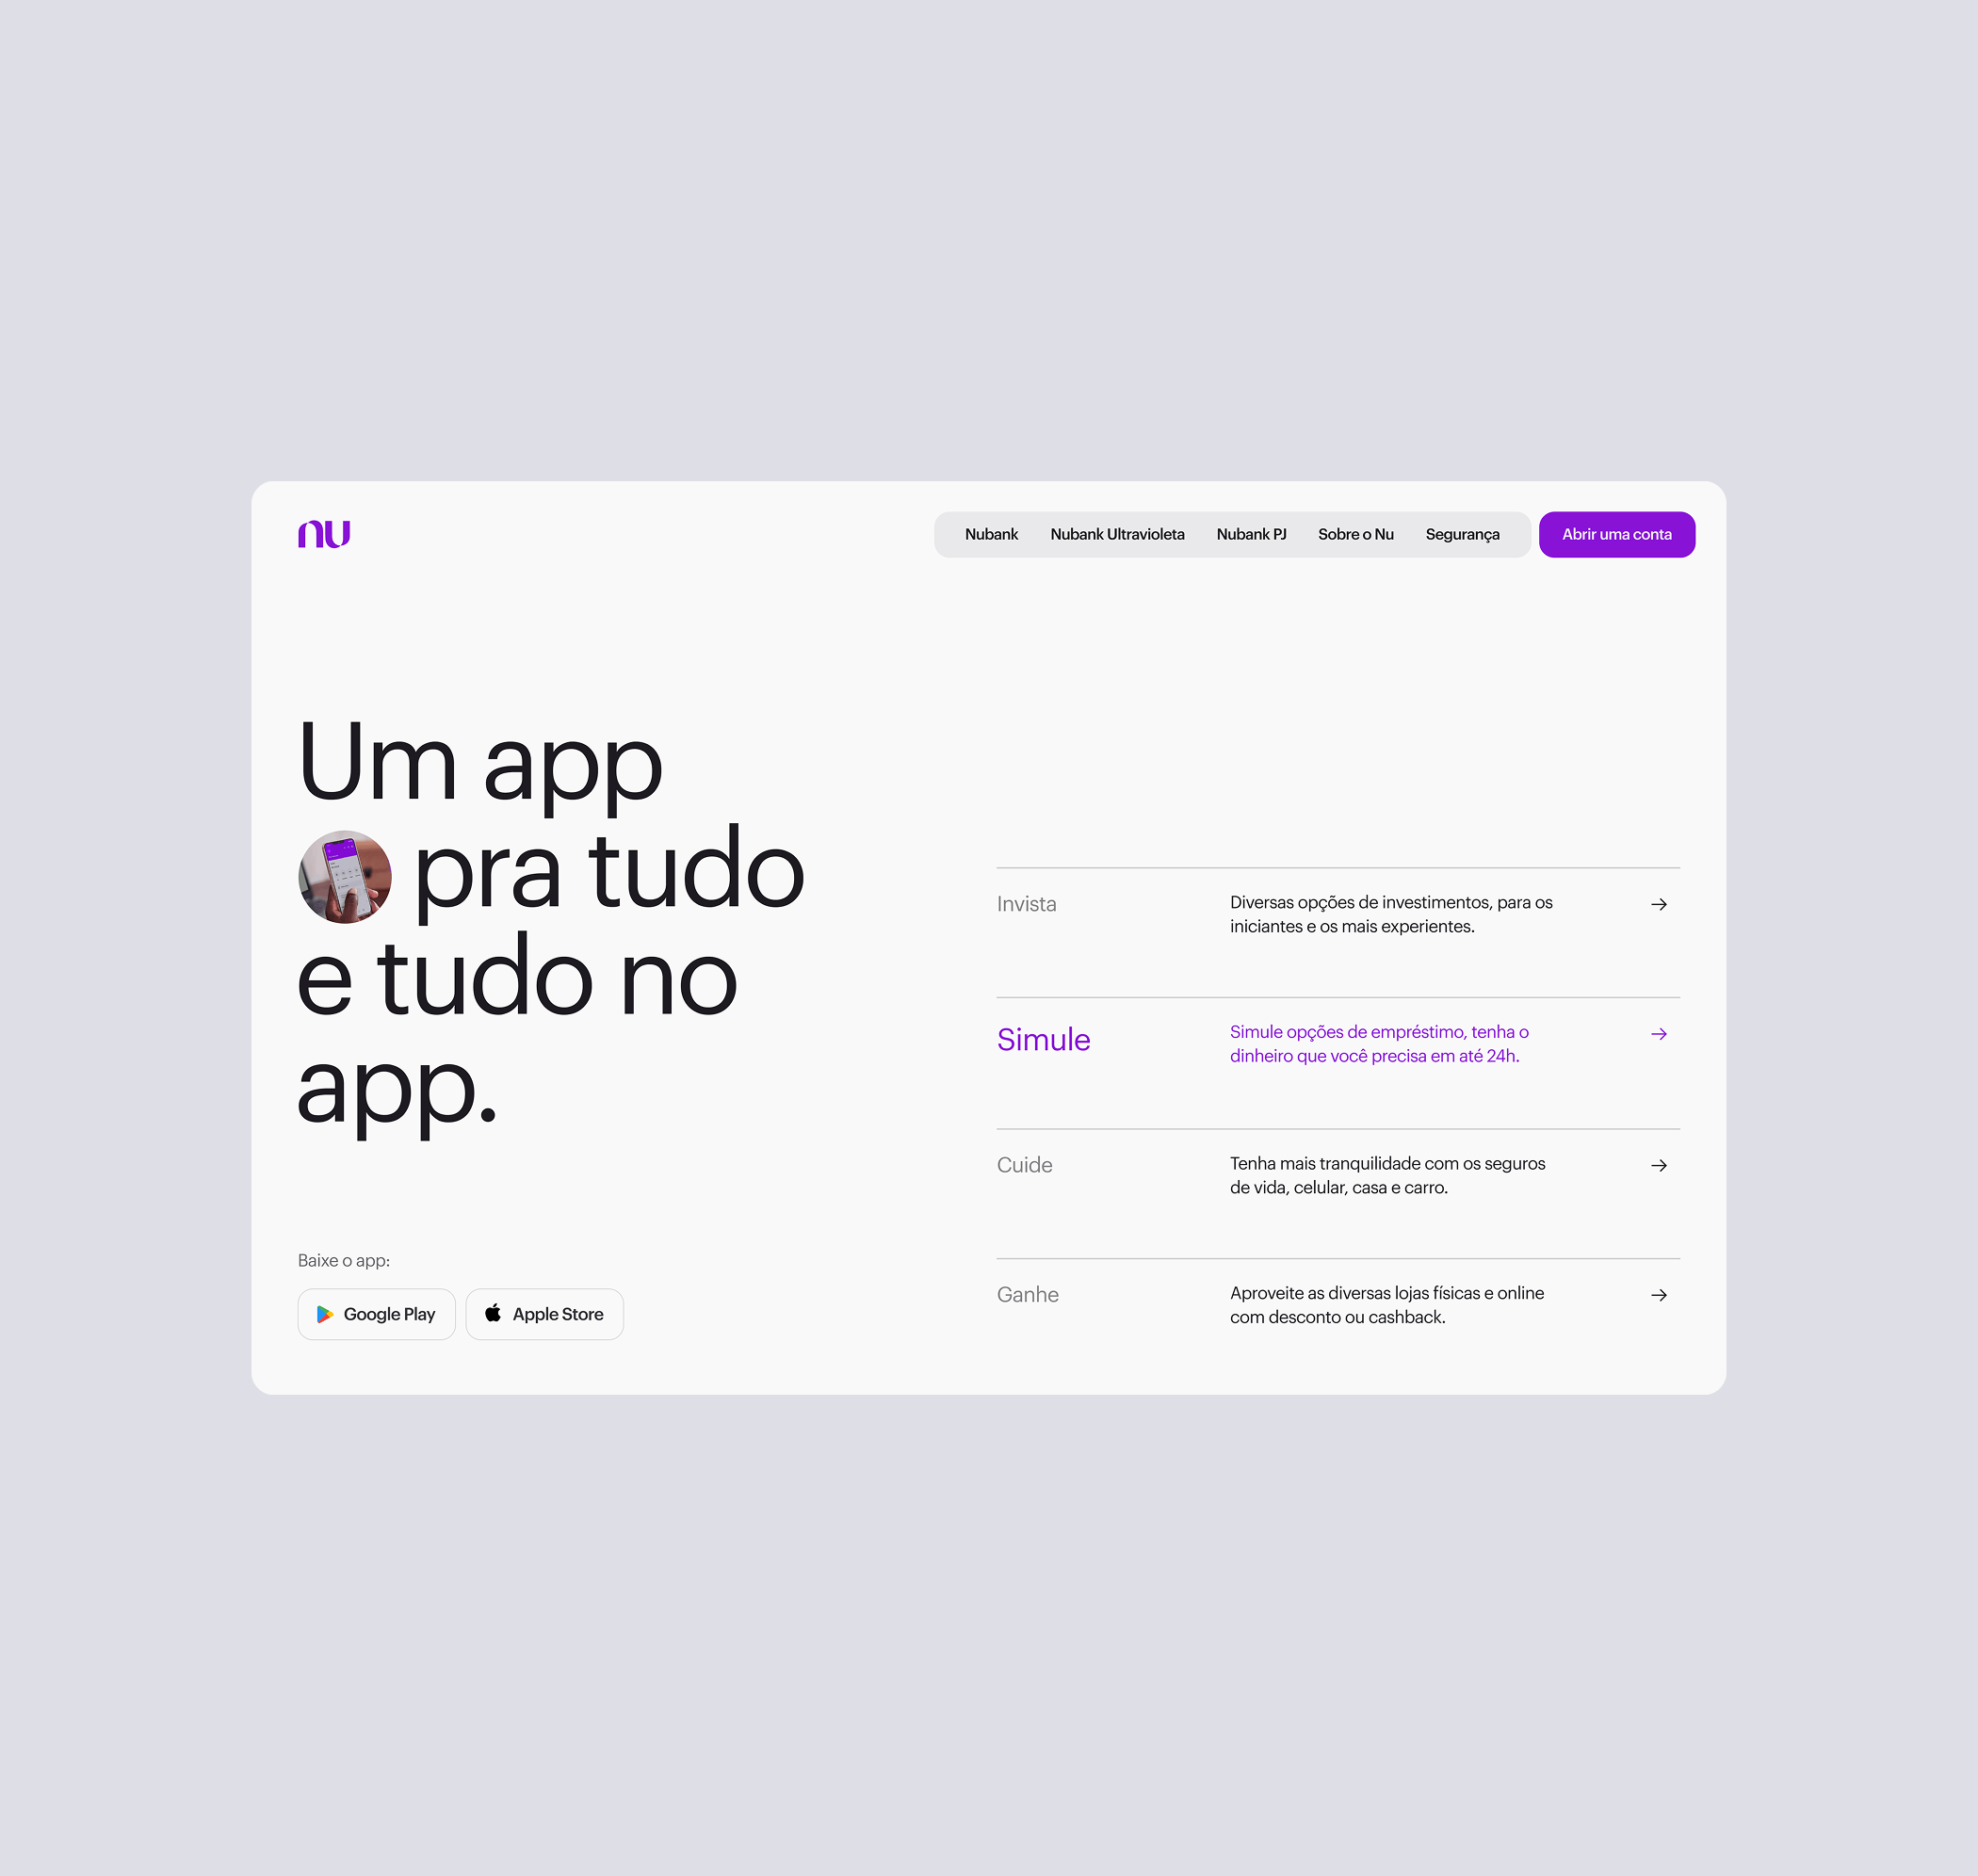 nu
Nubank
Nubank Ultravioleta
Nubank PJ
Sobre o Nu
Segurança
Abrir uma conta
Um app
pra tudo
e tudo no
app.
Baixe o app:
Google Play
Apple Store
Invista
Diversas opções de investimentos, para os
iniciantes e os mais experientes.
Simule
Simule opções de empréstimo, tenha o
dinheiro que você precisa em até 24h.
Cuide
Tenha mais tranquilidade com os seguros
de vida, celular, casa e carro.
Ganhe
Aproveite as diversas lojas físicas e online
com desconto ou cashback.